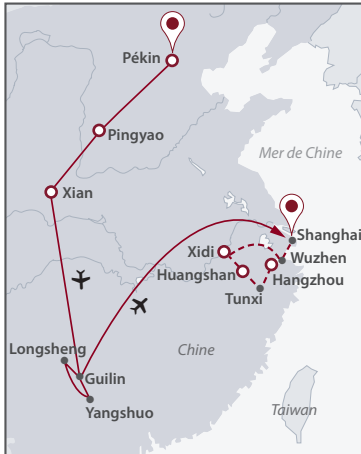 Pékin
Pingyao
Mer de Chine
Xian
Shanghai
Xidi
Wuzhen
Huangshan
Hangzhou
Tunxi
Longsheng
Chine
Guilin
Yangshuo
Taiwan